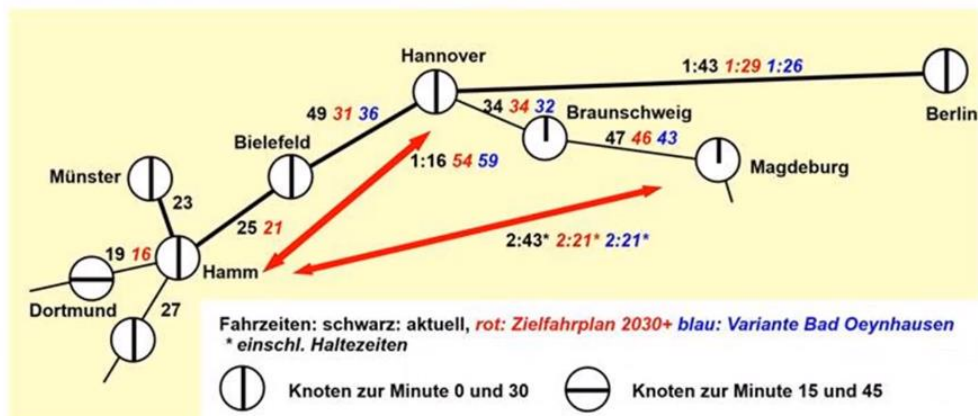 Hannover
1:43 1:29 1:26
Berlin
49 31 36
34 34 32
Braunschweig
Bielefeld
47 46 43
1:16 54 59
Magdeburg
Münster
23
25 21
2:43* 2:21* 2:21*
19 16
Hamm
Dortmund
27
Fahrzeiten: schwarz: aktuell, rot: Zielfahrplan 2030+ blau: Variante Bad Oeynhausen
* einschl. Haltezeiten
Knoten zur Minute 0 und 30
Knoten zur Minute 15 und 45